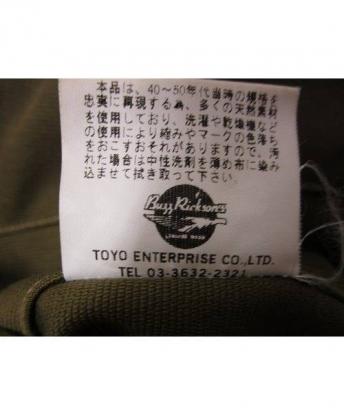 本品は、40～50年代当時の規格を
忠実に再現する為、多くの天然素材
を使用しており、洗濯や乾燥機など
の使用により縮みやマークの色落ち
をおこすおそれがありますので、汚
れた場合は中性洗剤を薄め布に染み
込ませて拭き取って下さい。
Buzz Rickson's
TOYO ENTERPRISE CO.,LTD.
TEL 03-3632-2321